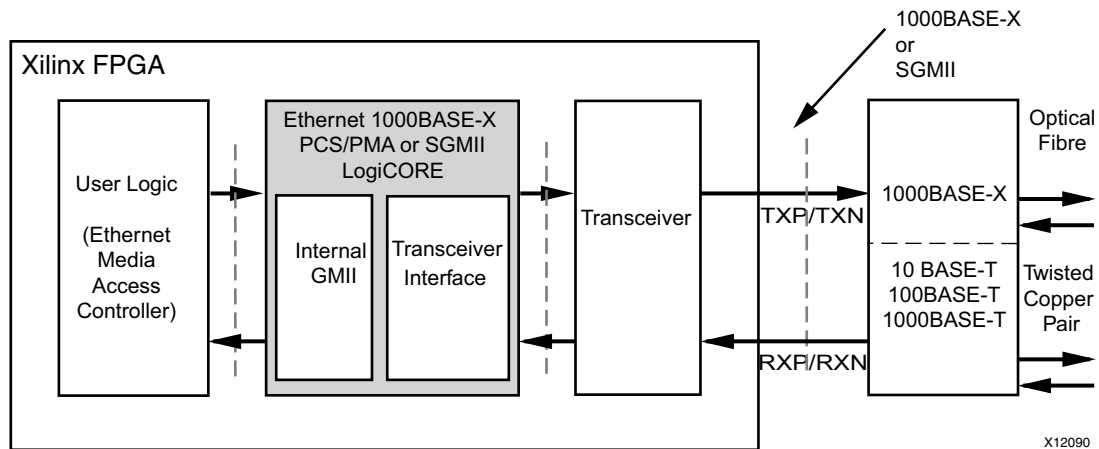 1000BASE-X
or
SGMII
Xilinx FPGA
User Logic
(Ethernet
Media
Access
Controller)
Ethernet 1000BASE-X
PCS/PMA or SGMII
LogiCORE
Internal
GMII
Transceiver
Interface
Transceiver
TXP/TXN
RXP/RXN
1000BASE-X
10 BASE-T
100BASE-T
1000BASE-T
Optical
Fibre
Twisted
Copper
Pair
X12090